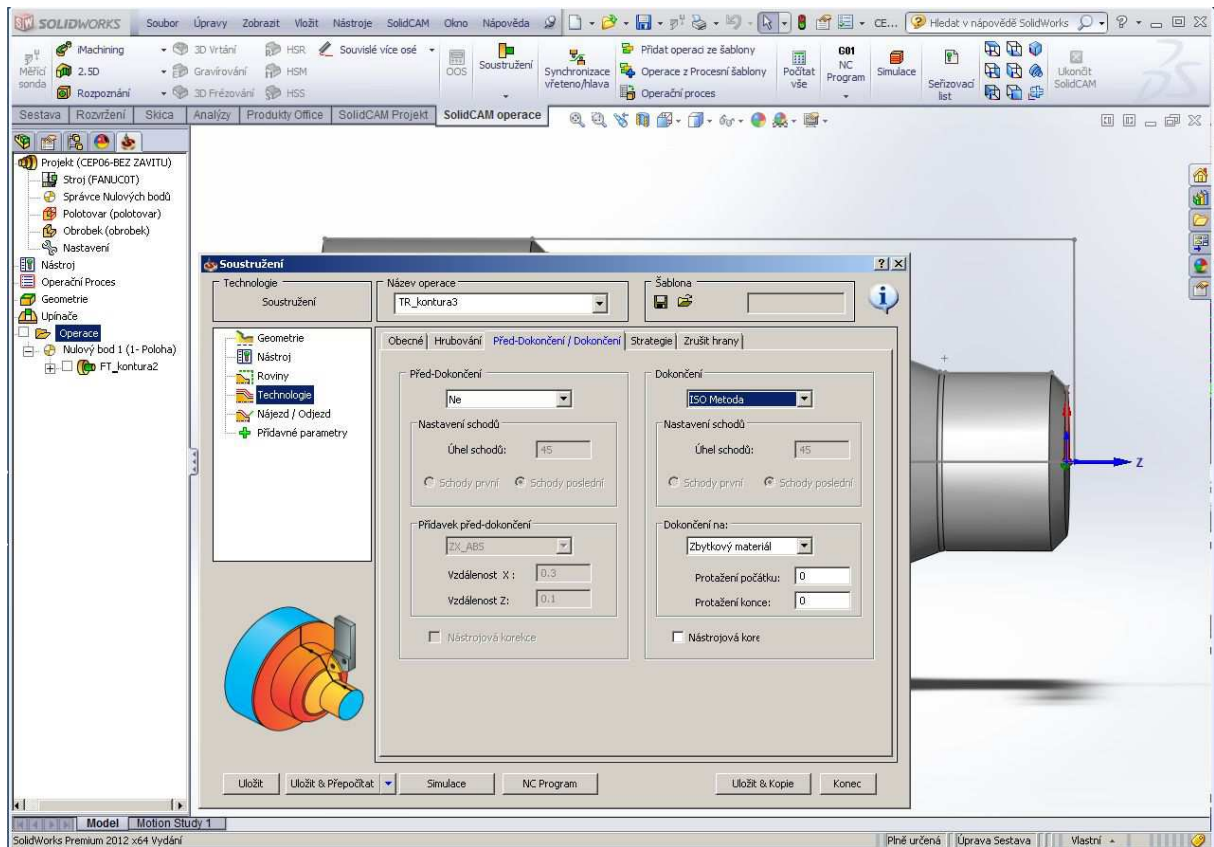 SOLIDWORKS Soubor Úpravy Zobrazit Vložit Nástroje SolidCAM Okno Nápověda CE... Hledat v nápovědě SolidWorks
Měřící sonda
iMachining
2.5D
Rozpoznání
3D Vrtání
Gravírování
3D Frézování
HSR
HSM
HSS
Souvislé více osé
OOS
Soustružení
Synchronizace vřeteno/hlava
Přidat operaci ze šablony
Operace z Procesní šablony
Operační proces
Počítat vše
G01
NC Program
Simulace
Seřizovací list
Ukončit SolidCAM
Sestava Rozvržení Skica Analýzy Produkty Office SolidCAM Projekt SolidCAM operace
Projekt (CEP06-BEZ ZAVITU)
Stroj (FANUC0T)
Správce Nulových bodů
Polotovar (polotovar)
Obrobek (obrobek)
Nastavení
Nástroj
Operační Proces
Geometrie
Upínače
Operace
Nulový bod 1 (1- Poloha)
FT_kontura2
Soustružení
Technologie
Soustružení
Název operace
TR_kontura3
Šablona
Geometrie
Nástroj
Roviny
Technologie
Nájezd / Odjezd
Přídavné parametry
Obecné Hrubování Před-Dokončení / Dokončení Strategie Zrušit hrany
Před-Dokončení
Ne
Nastavení schodů
Úhel schodů: 45
Schody první Schody poslední
Přídavek před-dokončení
ZX_ABS
Vzdálenost X : 0.3
Vzdálenost Z: 0.1
Nástrojová korekce
Dokončení
ISO Metoda
Nastavení schodů
Úhel schodů: 45
Schody první Schody poslední
Dokončení na:
Zbytkový materiál
Protažení počátku: 0
Protažení konce: 0
Nástrojová kore
Uložit Uložit & Přepočítat Simulace NC Program Uložit & Kopie Konec
Z
Model Motion Study 1
SolidWorks Premium 2012 x64 Vydání Plně určená Úprava Sestava Vlastní